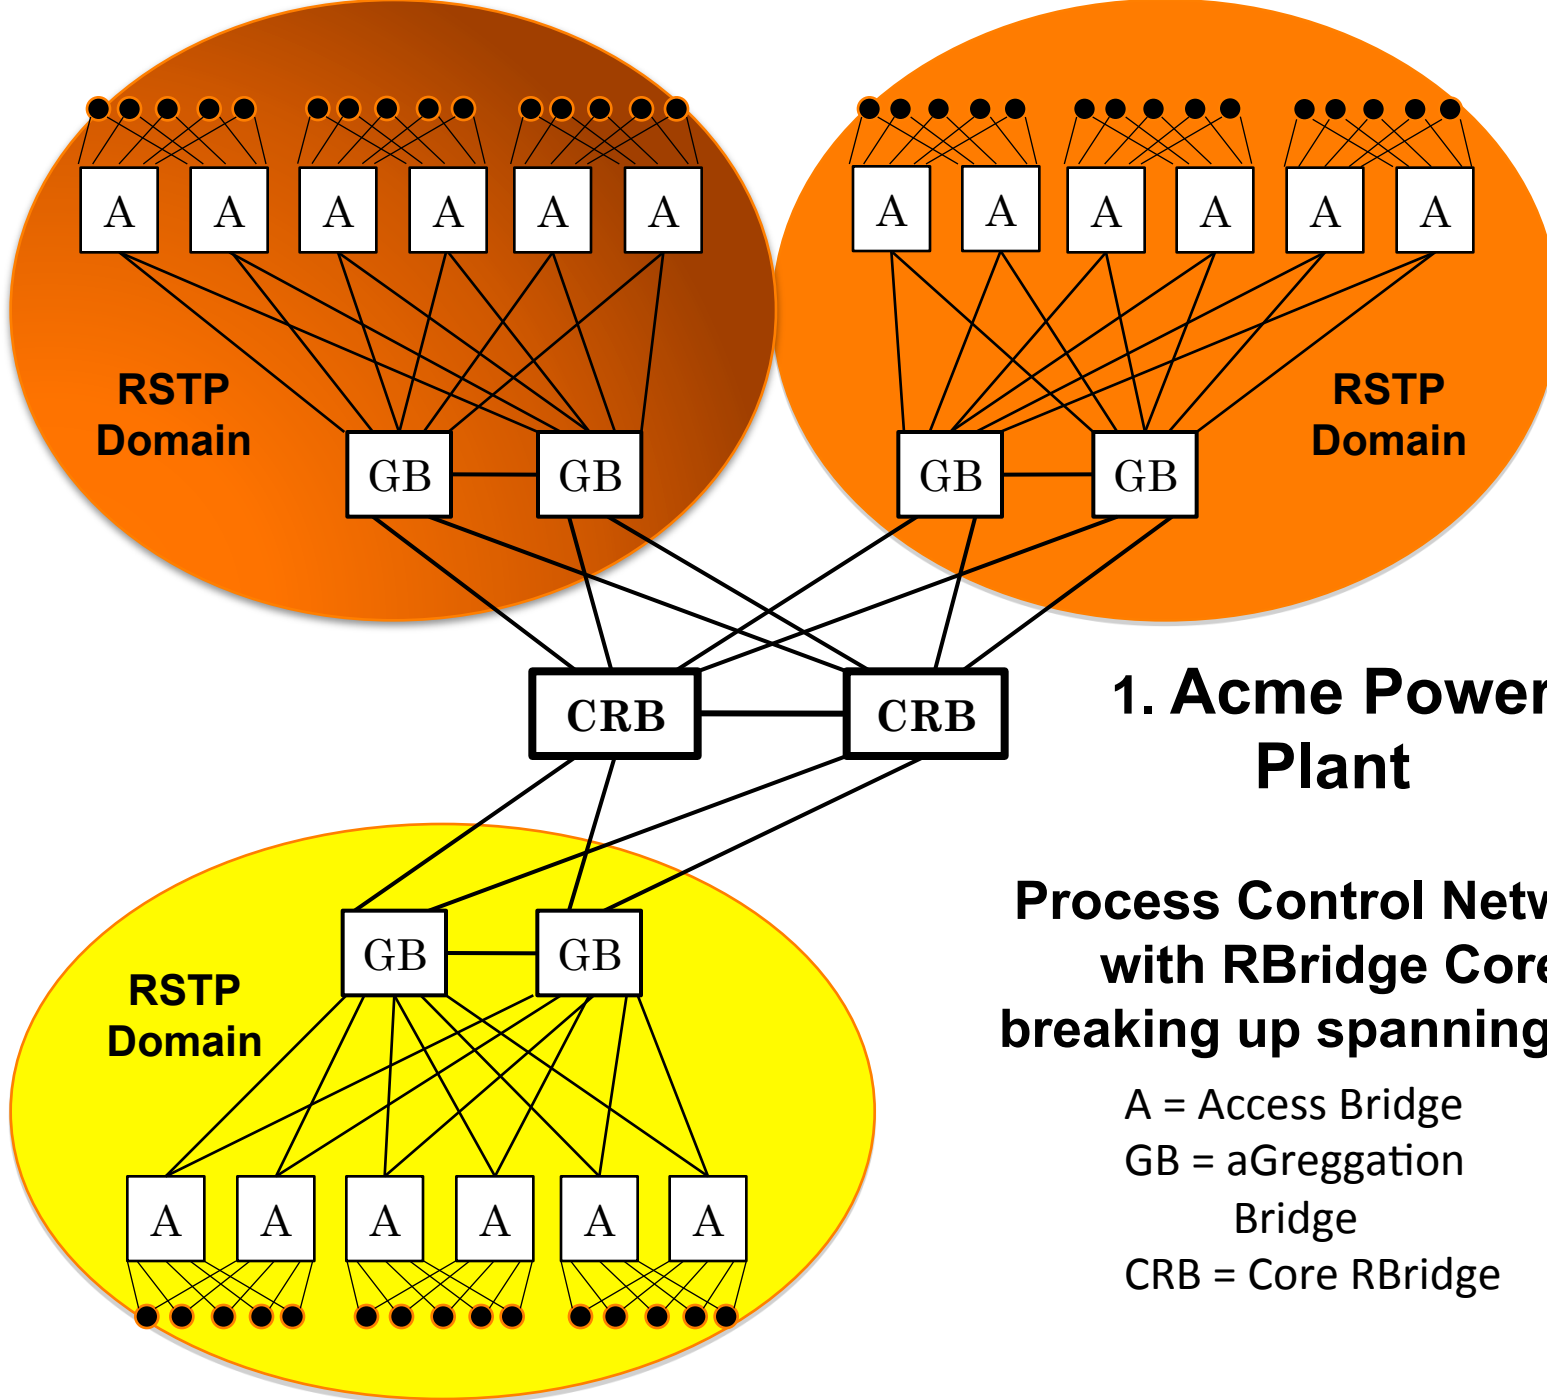 A A A A A A
A A A A A A
RSTP
Domain
RSTP
Domain
GB GB
GB GB
CRB CRB
1. Acme Power
Plant
GB GB
RSTP
Domain
Process Control Netw
with RBridge Core
breaking up spanning
A = Access Bridge
GB = aGreggation
Bridge
CRB = Core RBridge
A A A A A A